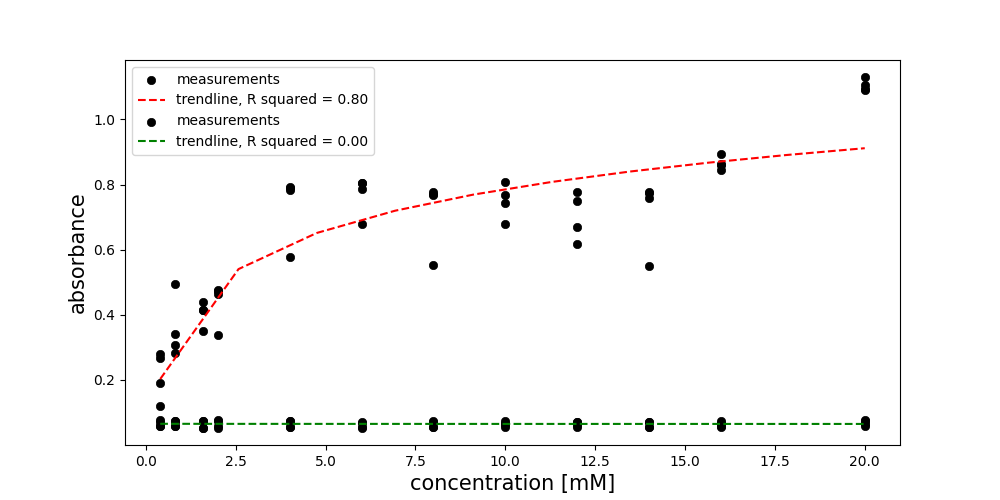 measurements
trendline, R squared = 0.80
measurements
trendline, R squared = 0.00
1.0
0.8
0.6
0.4
0.2
absorbance
0.0 2.5 5.0 7.5 10.0 12.5 15.0 17.5 20.0
concentration [mM]